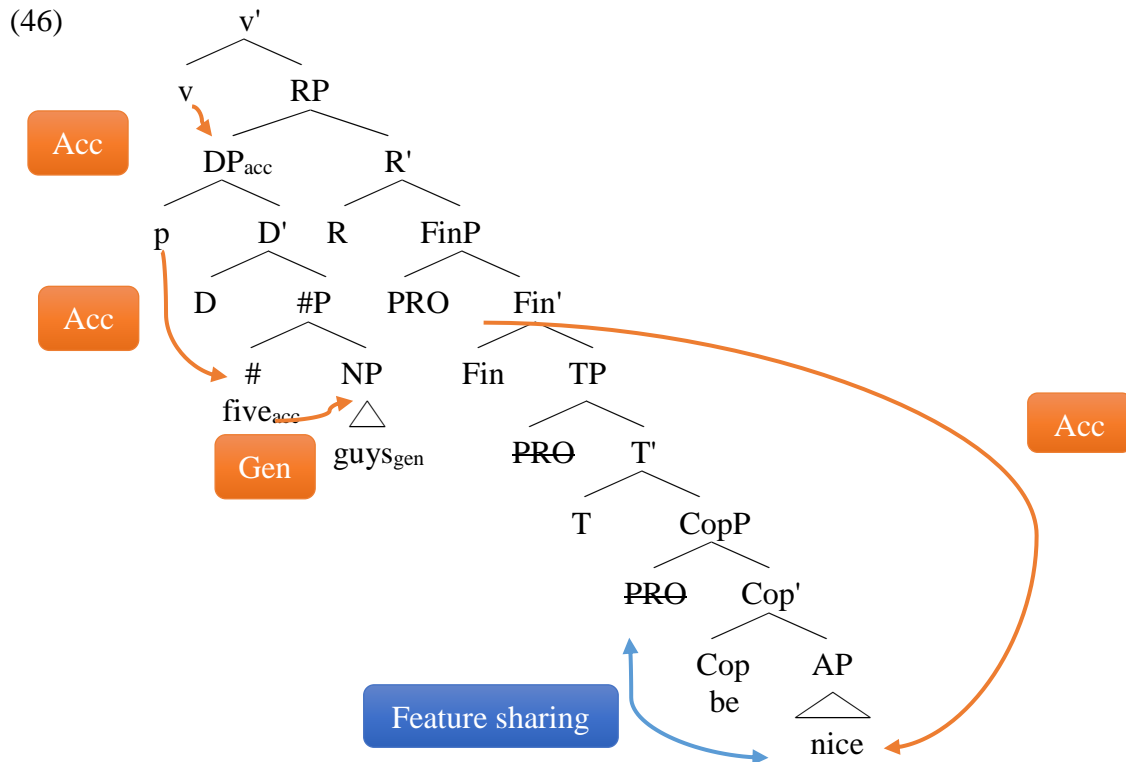 (46)
v'
v RP
Acc
DPacc R'
p D' R FinP
Acc
D #P PRO Fin'
# NP Fin TP
fiveacc
Acc
Gen
guysgen
PRO T'
T CopP
PRO Cop'
Cop AP
be
Feature sharing
nice